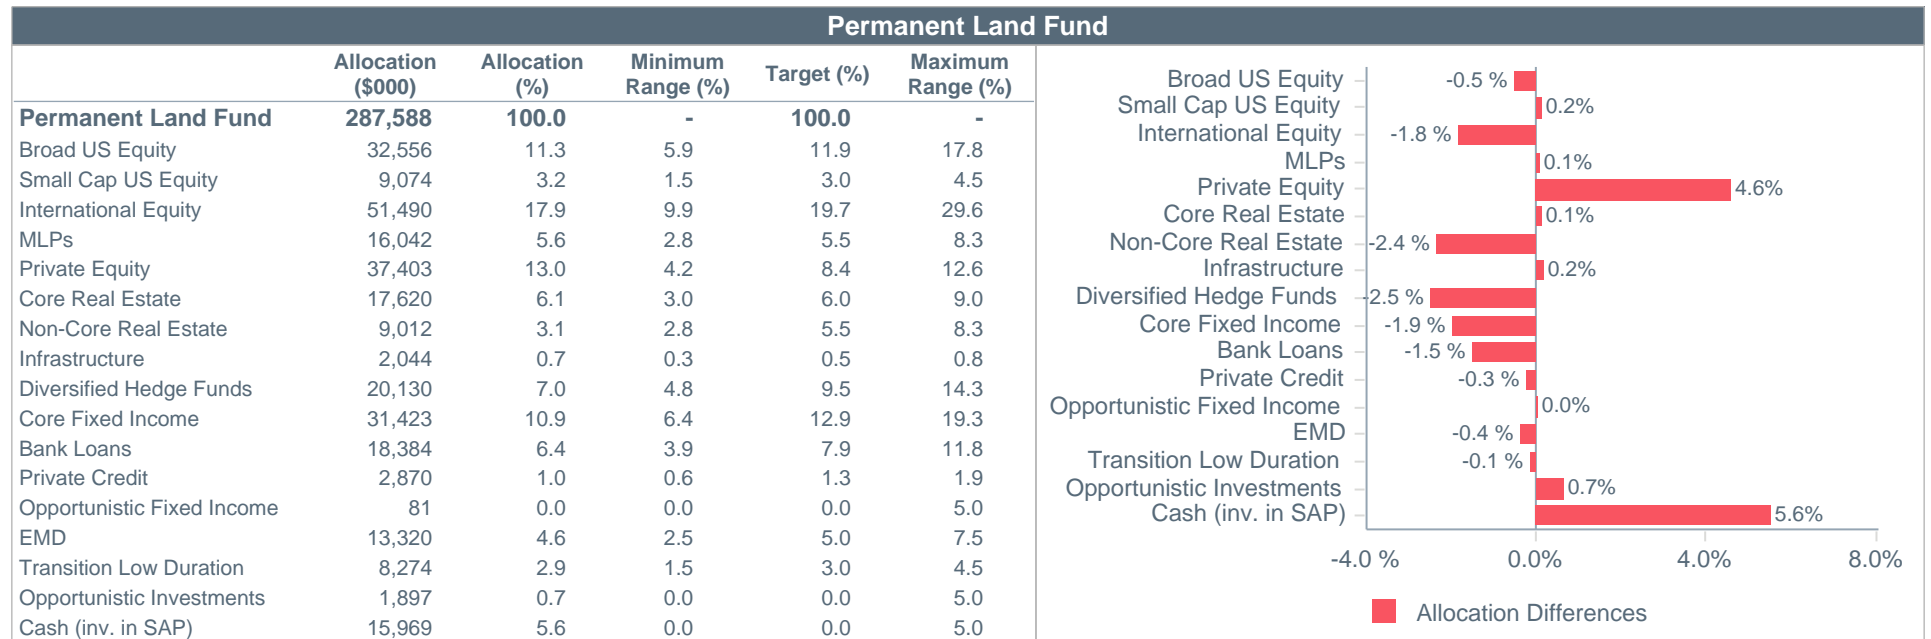 Permanent Land Fund
Allocation ($000) Allocation (%) Minimum Range (%) Target (%) Maximum Range (%)
Permanent Land Fund 287,588 100.0 - 100.0 -
Broad US Equity 32,556 11.3 5.9 11.9 17.8
Small Cap US Equity 9,074 3.2 1.5 3.0 4.5
International Equity 51,490 17.9 9.9 19.7 29.6
MLPs 16,042 5.6 2.8 5.5 8.3
Private Equity 37,403 13.0 4.2 8.4 12.6
Core Real Estate 17,620 6.1 3.0 6.0 9.0
Non-Core Real Estate 9,012 3.1 2.8 5.5 8.3
Infrastructure 2,044 0.7 0.3 0.5 0.8
Diversified Hedge Funds 20,130 7.0 4.8 9.5 14.3
Core Fixed Income 31,423 10.9 6.4 12.9 19.3
Bank Loans 18,384 6.4 3.9 7.9 11.8
Private Credit 2,870 1.0 0.6 1.3 1.9
Opportunistic Fixed Income 81 0.0 0.0 0.0 5.0
EMD 13,320 4.6 2.5 5.0 7.5
Transition Low Duration 8,274 2.9 1.5 3.0 4.5
Opportunistic Investments 1,897 0.7 0.0 0.0 5.0
Cash (inv. in SAP) 15,969 5.6 0.0 0.0 5.0
Broad US Equity -0.5 %
Small Cap US Equity 0.2%
International Equity -1.8 %
MLPs 0.1%
Private Equity 4.6%
Core Real Estate 0.1%
Non-Core Real Estate -2.4 %
Infrastructure 0.2%
Diversified Hedge Funds -2.5 %
Core Fixed Income -1.9 %
Bank Loans -1.5 %
Private Credit -0.3 %
Opportunistic Fixed Income 0.0%
EMD -0.4 %
Transition Low Duration -0.1 %
Opportunistic Investments 0.7%
Cash (inv. in SAP) 5.6%
-4.0 % 0.0% 4.0% 8.0%
Allocation Differences